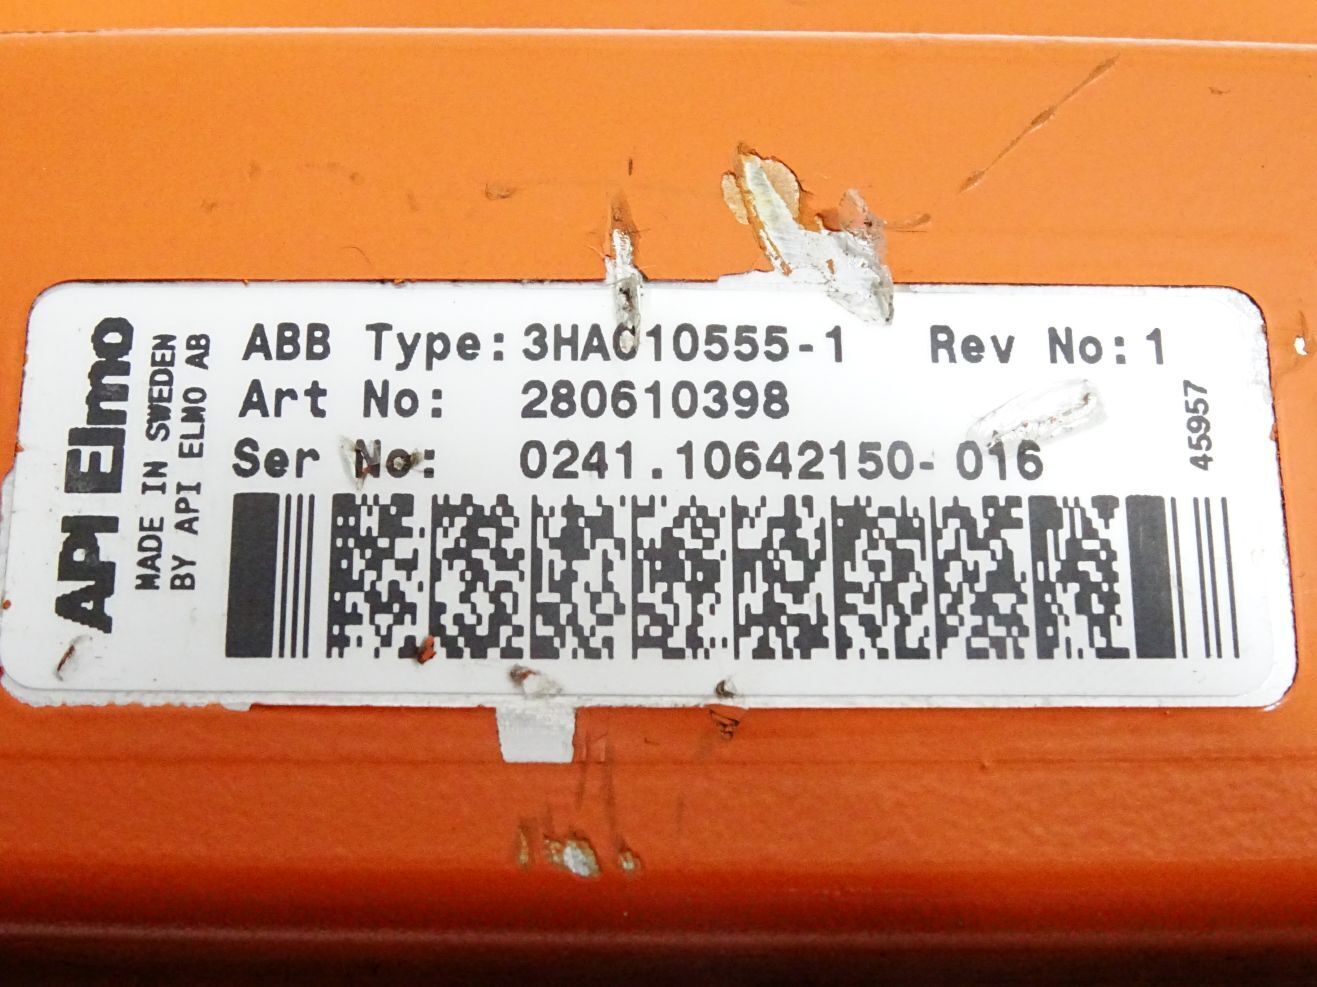 API Elmo
MADE IN SWEDEN
BY API ELMO AB
ABB Type: 3HAC10555-1 Rev No: 1
Art No: 280610398
Ser No: 0241.10642150-016
45957